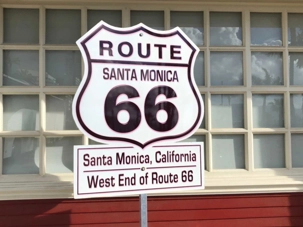 ROUTE
SANTA MONICA
66
Santa Monica, California
West End of Route 66